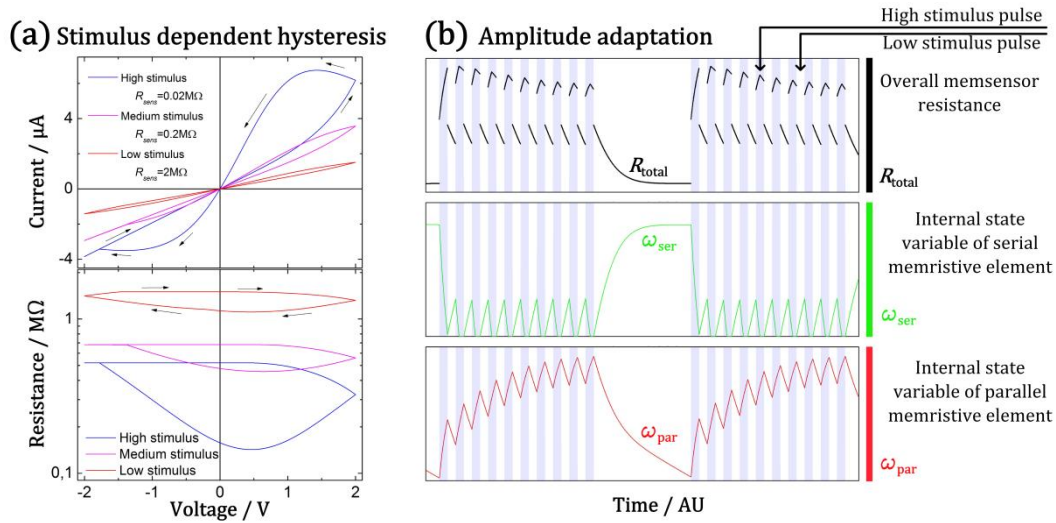 (a) Stimulus dependent hysteresis
High stimulus
R_sens=0.02MΩ
Medium stimulus
R_sens=0.2MΩ
Low stimulus
R_sens=2MΩ
Current / µA
4
0
-4
Resistance / MΩ
1
0,1
High stimulus
Medium stimulus
Low stimulus
-2
-1
0
1
2
Voltage / V
(b) Amplitude adaptation
High stimulus pulse
Low stimulus pulse
R_total
Overall memsensor
resistance
R_total
ω_ser
Internal state
variable of serial
memristive element
ω_ser
ω_par
Internal state
variable of parallel
memristive element
ω_par
Time / AU